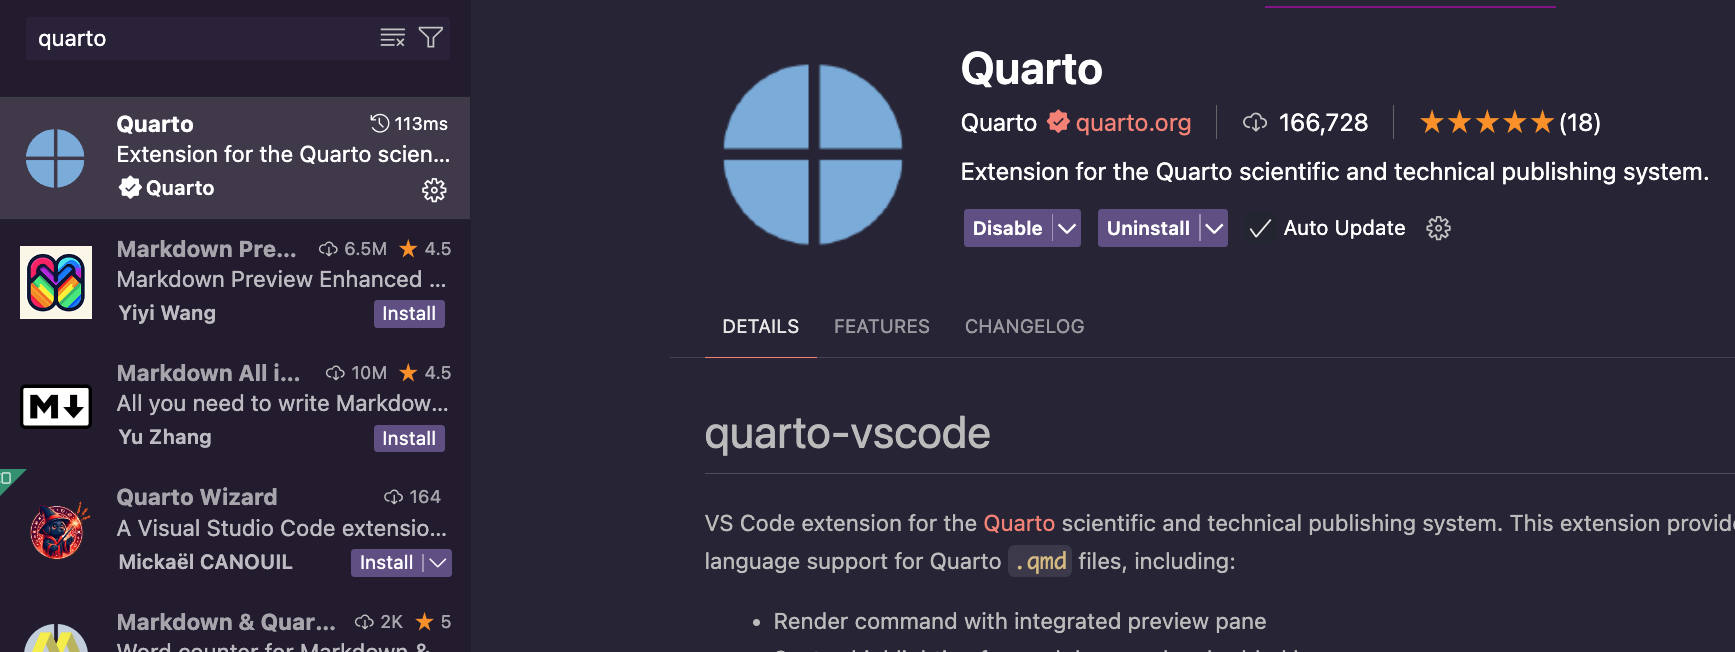 quarto
Quarto 113ms
Extension for the Quarto scien...
Quarto
Markdown Pre... 6.5M 4.5
Markdown Preview Enhanced ...
Yiyi Wang Install
Markdown All i... 10M 4.5
All you need to write Markdow...
Yu Zhang Install
Quarto Wizard 164
A Visual Studio Code extensio...
Mickaël CANOUIL Install
Markdown & Quar... 2K 5
Word counter for Markdown &
Quarto
Quarto quarto.org 166,728 (18)
Extension for the Quarto scientific and technical publishing system.
Disable Uninstall Auto Update
DETAILS FEATURES CHANGELOG
quarto-vscode
VS Code extension for the Quarto scientific and technical publishing system. This extension provid
language support for Quarto .qmd files, including:
• Render command with integrated preview pane